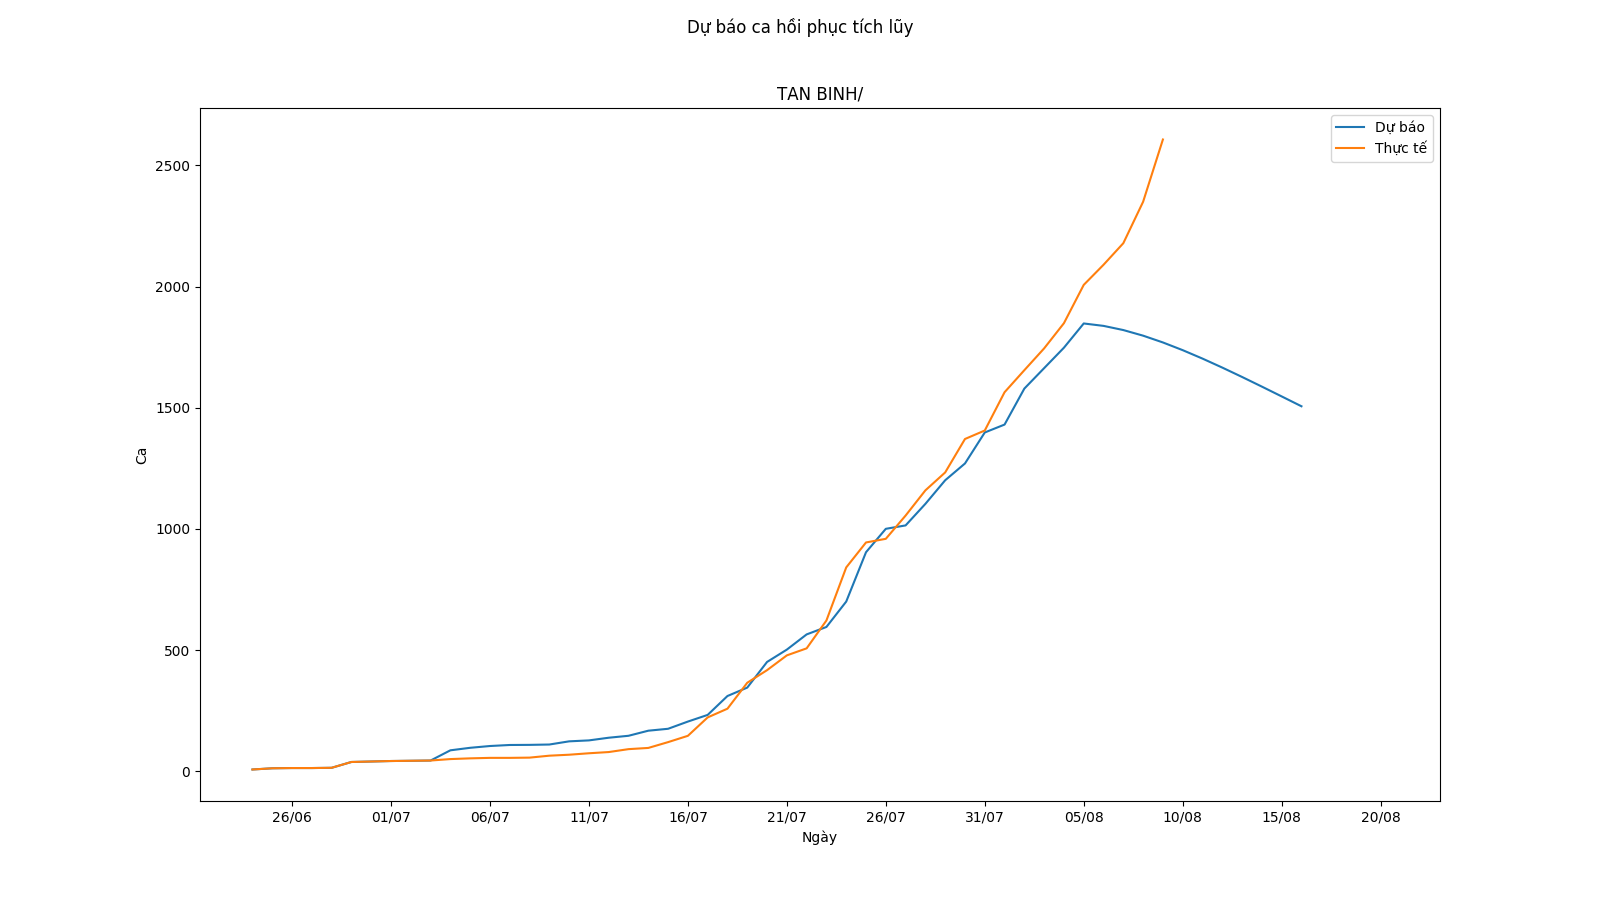 Dự báo ca hồi phục tích lũy
TAN BINH/
Dự báo
Thực tế
2500
2000
1500
1000
500
0
Ca
26/06 01/07 06/07 11/07 16/07 21/07 26/07 31/07 05/08 10/08 15/08 20/08
Ngày